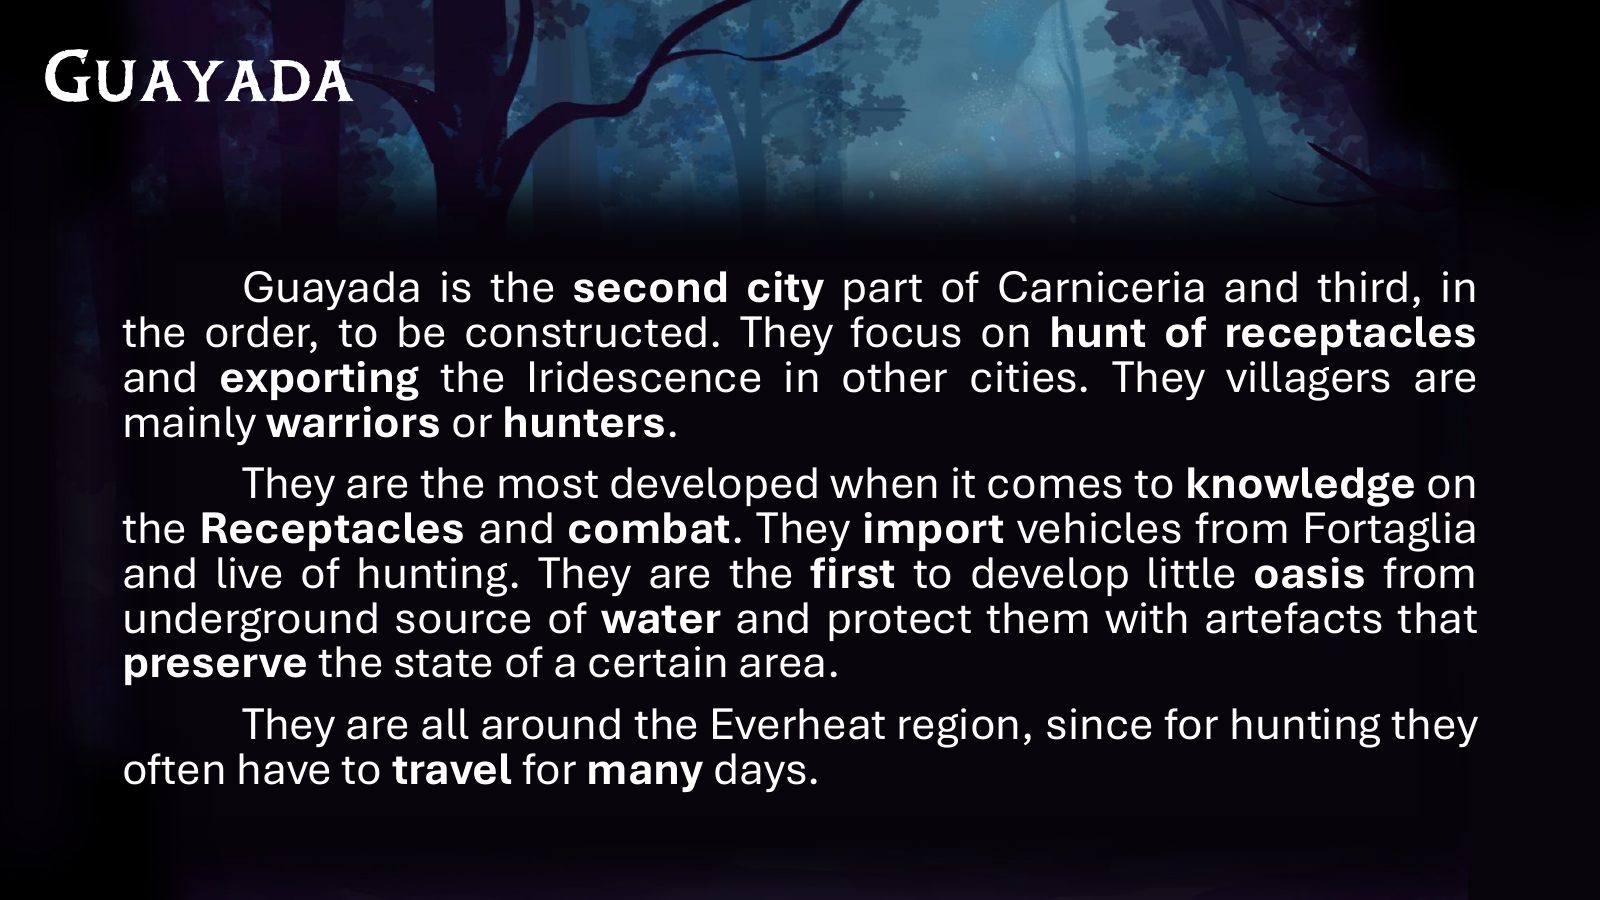 GUAYADA
Guayada is the second city part of Carniceria and third, in
the order, to be constructed. They focus on hunt of receptacles
and exporting the Iridescence in other cities. They villagers are
mainly warriors or hunters.
They are the most developed when it comes to knowledge on
the Receptacles and combat. They import vehicles from Fortaglia
and live of hunting. They are the first to develop little oasis from
underground source of water and protect them with artefacts that
preserve the state of a certain area.
They are all around the Everheat region, since for hunting they
often have to travel for many days.